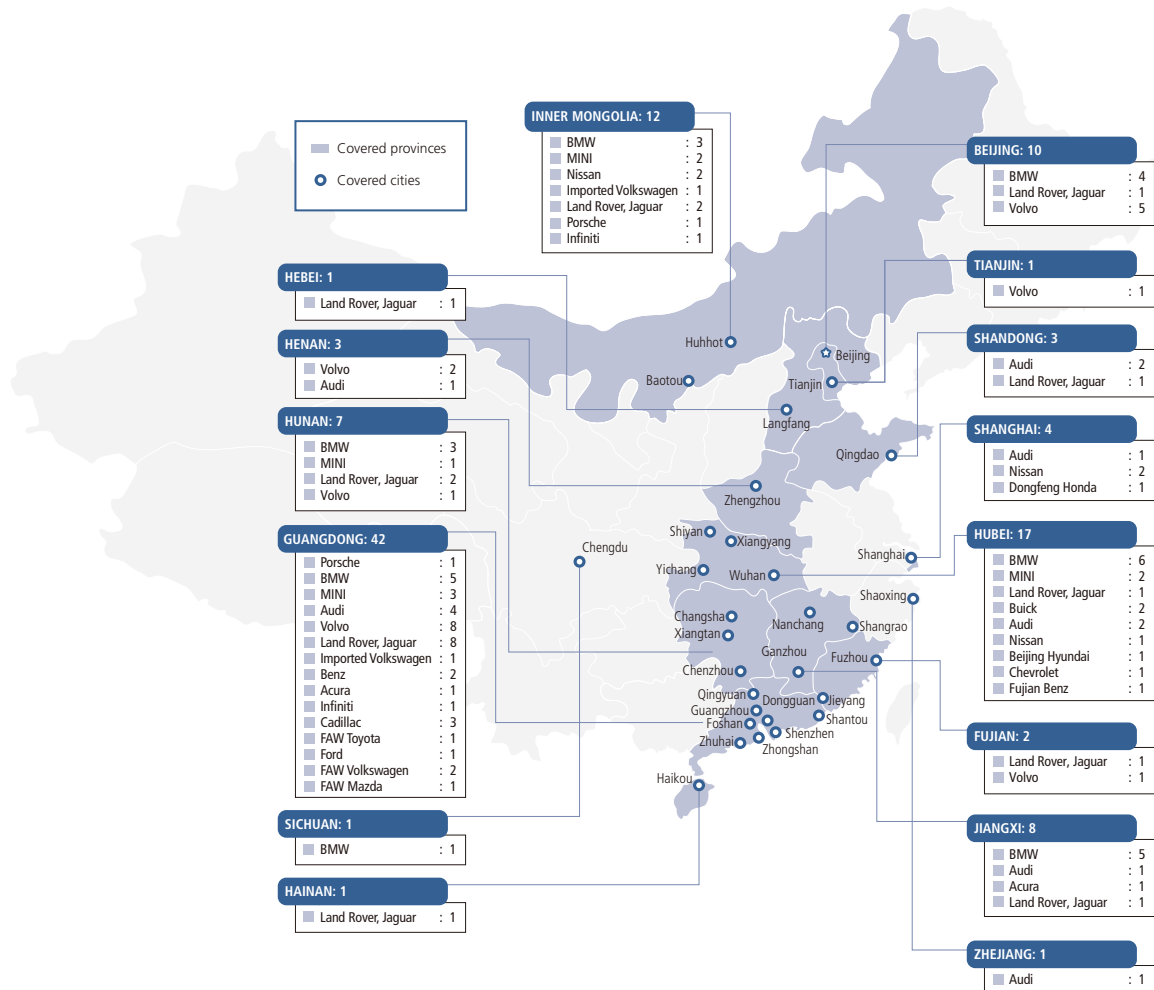 Covered provinces
Covered cities
INNER MONGOLIA: 12
BMW : 3
MINI : 2
Nissan : 2
Imported Volkswagen : 1
Land Rover, Jaguar : 2
Porsche : 1
Infiniti : 1
HEBEI: 1
Land Rover, Jaguar : 1
HENAN: 3
Volvo : 2
Audi : 1
HUNAN: 7
BMW : 3
MINI : 1
Land Rover, Jaguar : 2
Volvo : 1
GUANGDONG: 42
Porsche : 1
BMW : 5
MINI : 3
Audi : 4
Volvo : 8
Land Rover, Jaguar : 8
Imported Volkswagen : 1
Benz : 2
Acura : 1
Infiniti : 1
Cadillac : 3
FAW Toyota : 1
Ford : 1
FAW Volkswagen : 2
FAW Mazda : 1
SICHUAN: 1
BMW : 1
HAINAN: 1
Land Rover, Jaguar : 1
Huhhot
Baotou
Beijing
Tianjin
Langfang
Qingdao
Zhengzhou
Shiyan
Xiangyang
Chengdu
Yichang
Wuhan
Shanghai
Shaoxing
Changsha
Xiangtan
Nanchang
Shangrao
Ganzhou
Fuzhou
Chenzhou
Qingyuan
Dongguan
Jieyang
Guangzhou
Foshan
Shantou
Shenzhen
Zhuhai
Zhongshan
Haikou
BEIJING: 10
BMW : 4
Land Rover, Jaguar : 1
Volvo : 5
TIANJIN: 1
Volvo : 1
SHANDONG: 3
Audi : 2
Land Rover, Jaguar : 1
SHANGHAI: 4
Audi : 1
Nissan : 2
Dongfeng Honda : 1
HUBEI: 17
BMW : 6
MINI : 2
Land Rover, Jaguar : 1
Buick : 2
Audi : 2
Nissan : 1
Beijing Hyundai : 1
Chevrolet : 1
Fujian Benz : 1
FUJIAN: 2
Land Rover, Jaguar : 1
Volvo : 1
JIANGXI: 8
BMW : 5
Audi : 1
Acura : 1
Land Rover, Jaguar : 1
ZHEJIANG: 1
Audi : 1